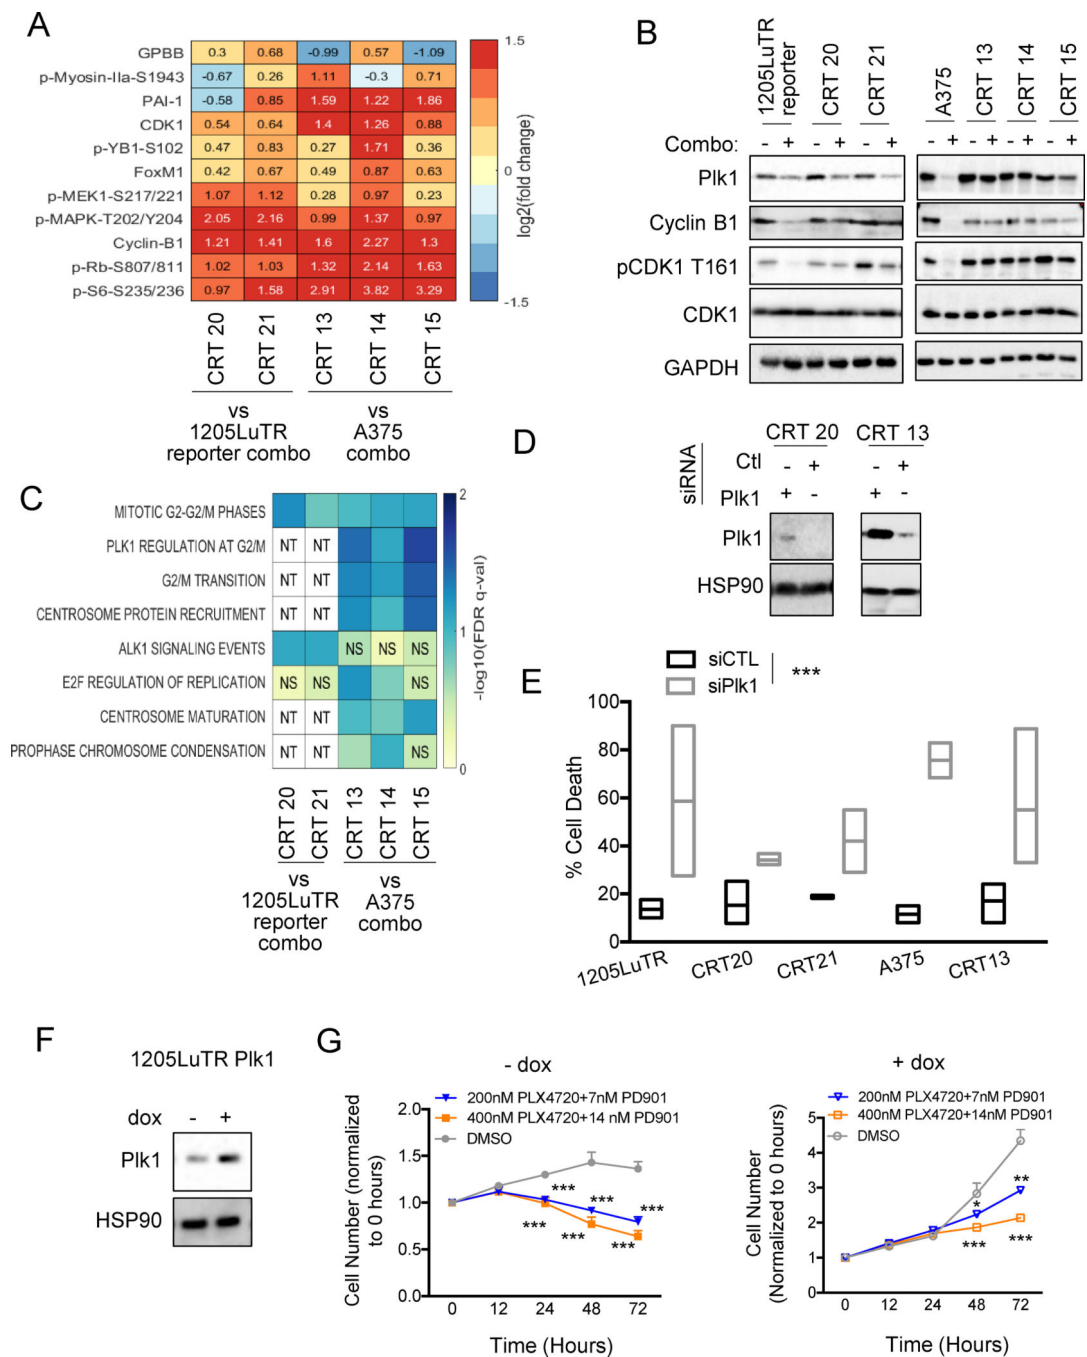 A
GPBB 0.3 0.68 -0.99 0.57 -1.09
p-Myosin-IIa-S1943 -0.67 0.26 1.11 -0.3 0.71
PAI-1 -0.58 0.85 1.59 1.22 1.86
CDK1 0.54 0.64 1.4 1.26 0.88
p-YB1-S102 0.47 0.83 0.27 1.71 0.36
FoxM1 0.42 0.67 0.49 0.87 0.63
p-MEK1-S217/221 1.07 1.12 0.28 0.97 0.23
p-MAPK-T202/Y204 2.05 2.16 0.99 1.37 0.97
Cyclin-B1 1.21 1.41 1.6 2.27 1.3
p-Rb-S807/811 1.02 1.03 1.32 2.14 1.63
p-S6-S235/236 0.97 1.58 2.91 3.82 3.29
1.5
0
-1.5
log2(fold change)
CRT 20 CRT 21 CRT 13 CRT 14 CRT 15
vs vs
1205LuTR A375
reporter combo combo
B
1205LuTR reporter CRT 20 CRT 21 A375 CRT 13 CRT 14 CRT 15
Combo: - + - + - + - + - + - + - +
Plk1
Cyclin B1
pCDK1 T161
CDK1
GAPDH
C
MITOTIC G2-G2/M PHASES
PLK1 REGULATION AT G2/M NT NT
G2/M TRANSITION NT NT
CENTROSOME PROTEIN RECRUITMENT NT NT
ALK1 SIGNALING EVENTS NS NS NS
E2F REGULATION OF REPLICATION NS NS NS
CENTROSOME MATURATION NT NT
PROPHASE CHROMOSOME CONDENSATION NT NT NS
2
1
0
-log10(FDR q-val)
CRT 20 CRT 21 CRT 13 CRT 14 CRT 15
vs vs
1205LuTR A375
reporter combo
combo
D
CRT 20 CRT 13
siRNA
Ctl - + - +
Plk1 + - + -
Plk1
HSP90
E
siCTL
siPlk1
***
% Cell Death
100
80
60
40
20
0
1205LuTR CRT20 CRT21 A375 CRT13
F
1205LuTR Plk1
dox - +
Plk1
HSP90
G
- dox
200nM PLX4720+7nM PD901
400nM PLX4720+14 nM PD901
DMSO
Cell Number (normalized
to 0 hours)
2.0
1.5
1.0
0.5
0.0
*** *** ***
*** *** ***
0 12 24 48 72
Time (Hours)
+ dox
200nM PLX4720+7nM PD901
400nM PLX4720+14nM PD901
DMSO
Cell Number
(Normalized to 0 hours)
5
4
3
2
1
0
* **
*** ***
0 12 24 48 72
Time (Hours)